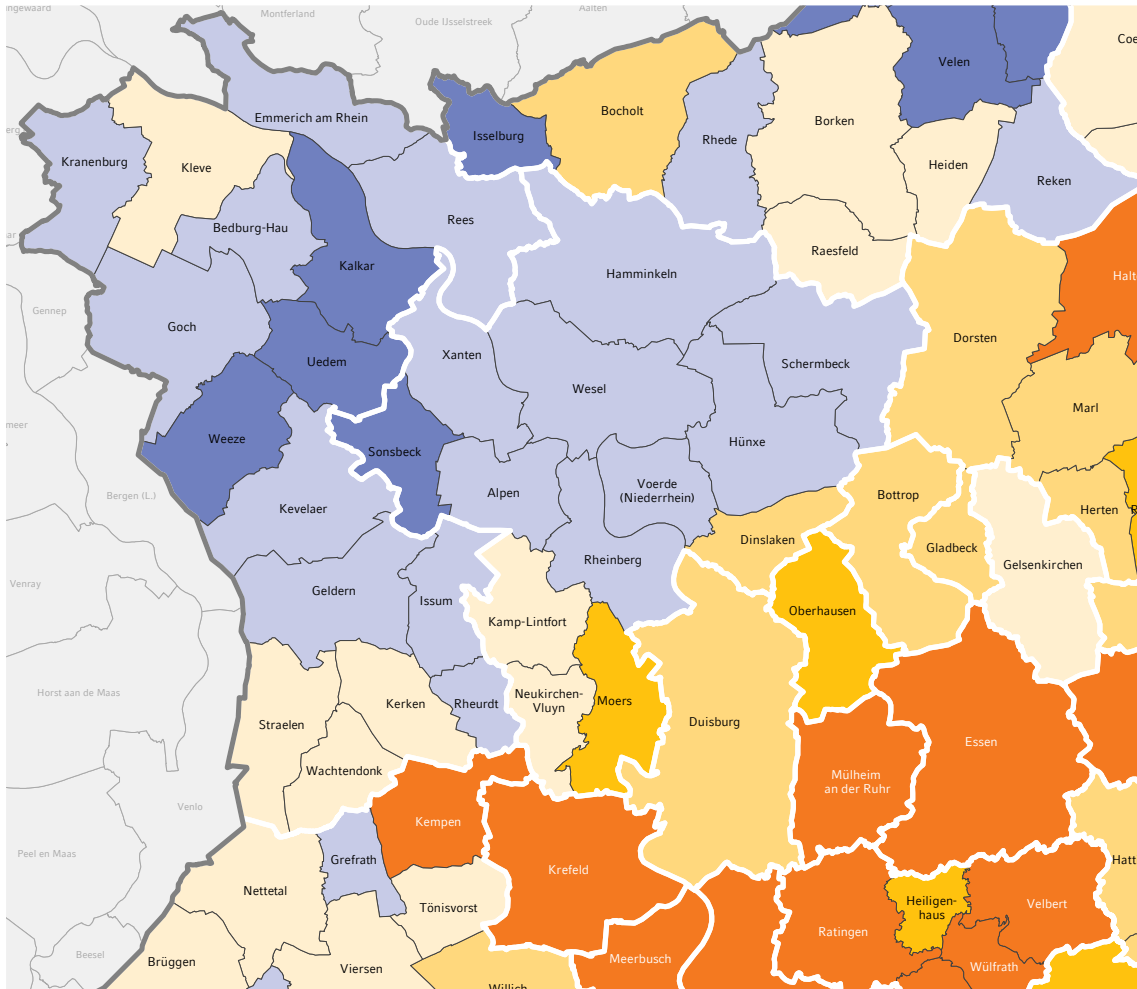 Montferland
Oude IJsselstreek
Aalten
Velen
Emmerich am Rhein
Isselburg
Bocholt
Rhede
Borken
Heiden
Reken
Kranenburg
Kleve
Bedburg-Hau
Rees
Raesfeld
Kalkar
Hamminkeln
Gennep
Goch
Xanten
Uedem
Wesel
Schermbeck
Dorsten
Marl
Weeze
Sonsbeck
Hünxe
Bergen (L.)
Kevelaer
Alpen
Voerde
(Niederrhein)
Bottrop
Herten
Dinslaken
Gladbeck
Gelsenkirchen
Venray
Geldern
Issum
Rheinberg
Kamp-Lintfort
Oberhausen
Horst aan de Maas
Straelen
Kerken
Rheurdt
Neukirchen-
Vluyn
Moers
Duisburg
Essen
Wachtendonk
Mülheim
an der Ruhr
Venlo
Kempen
Peel en Maas
Grefrath
Krefeld
Nettetal
Tönisvorst
Heiligen-
haus
Velbert
Ratingen
Beesel
Brüggen
Viersen
Meerbusch
Wülfrath
Willich